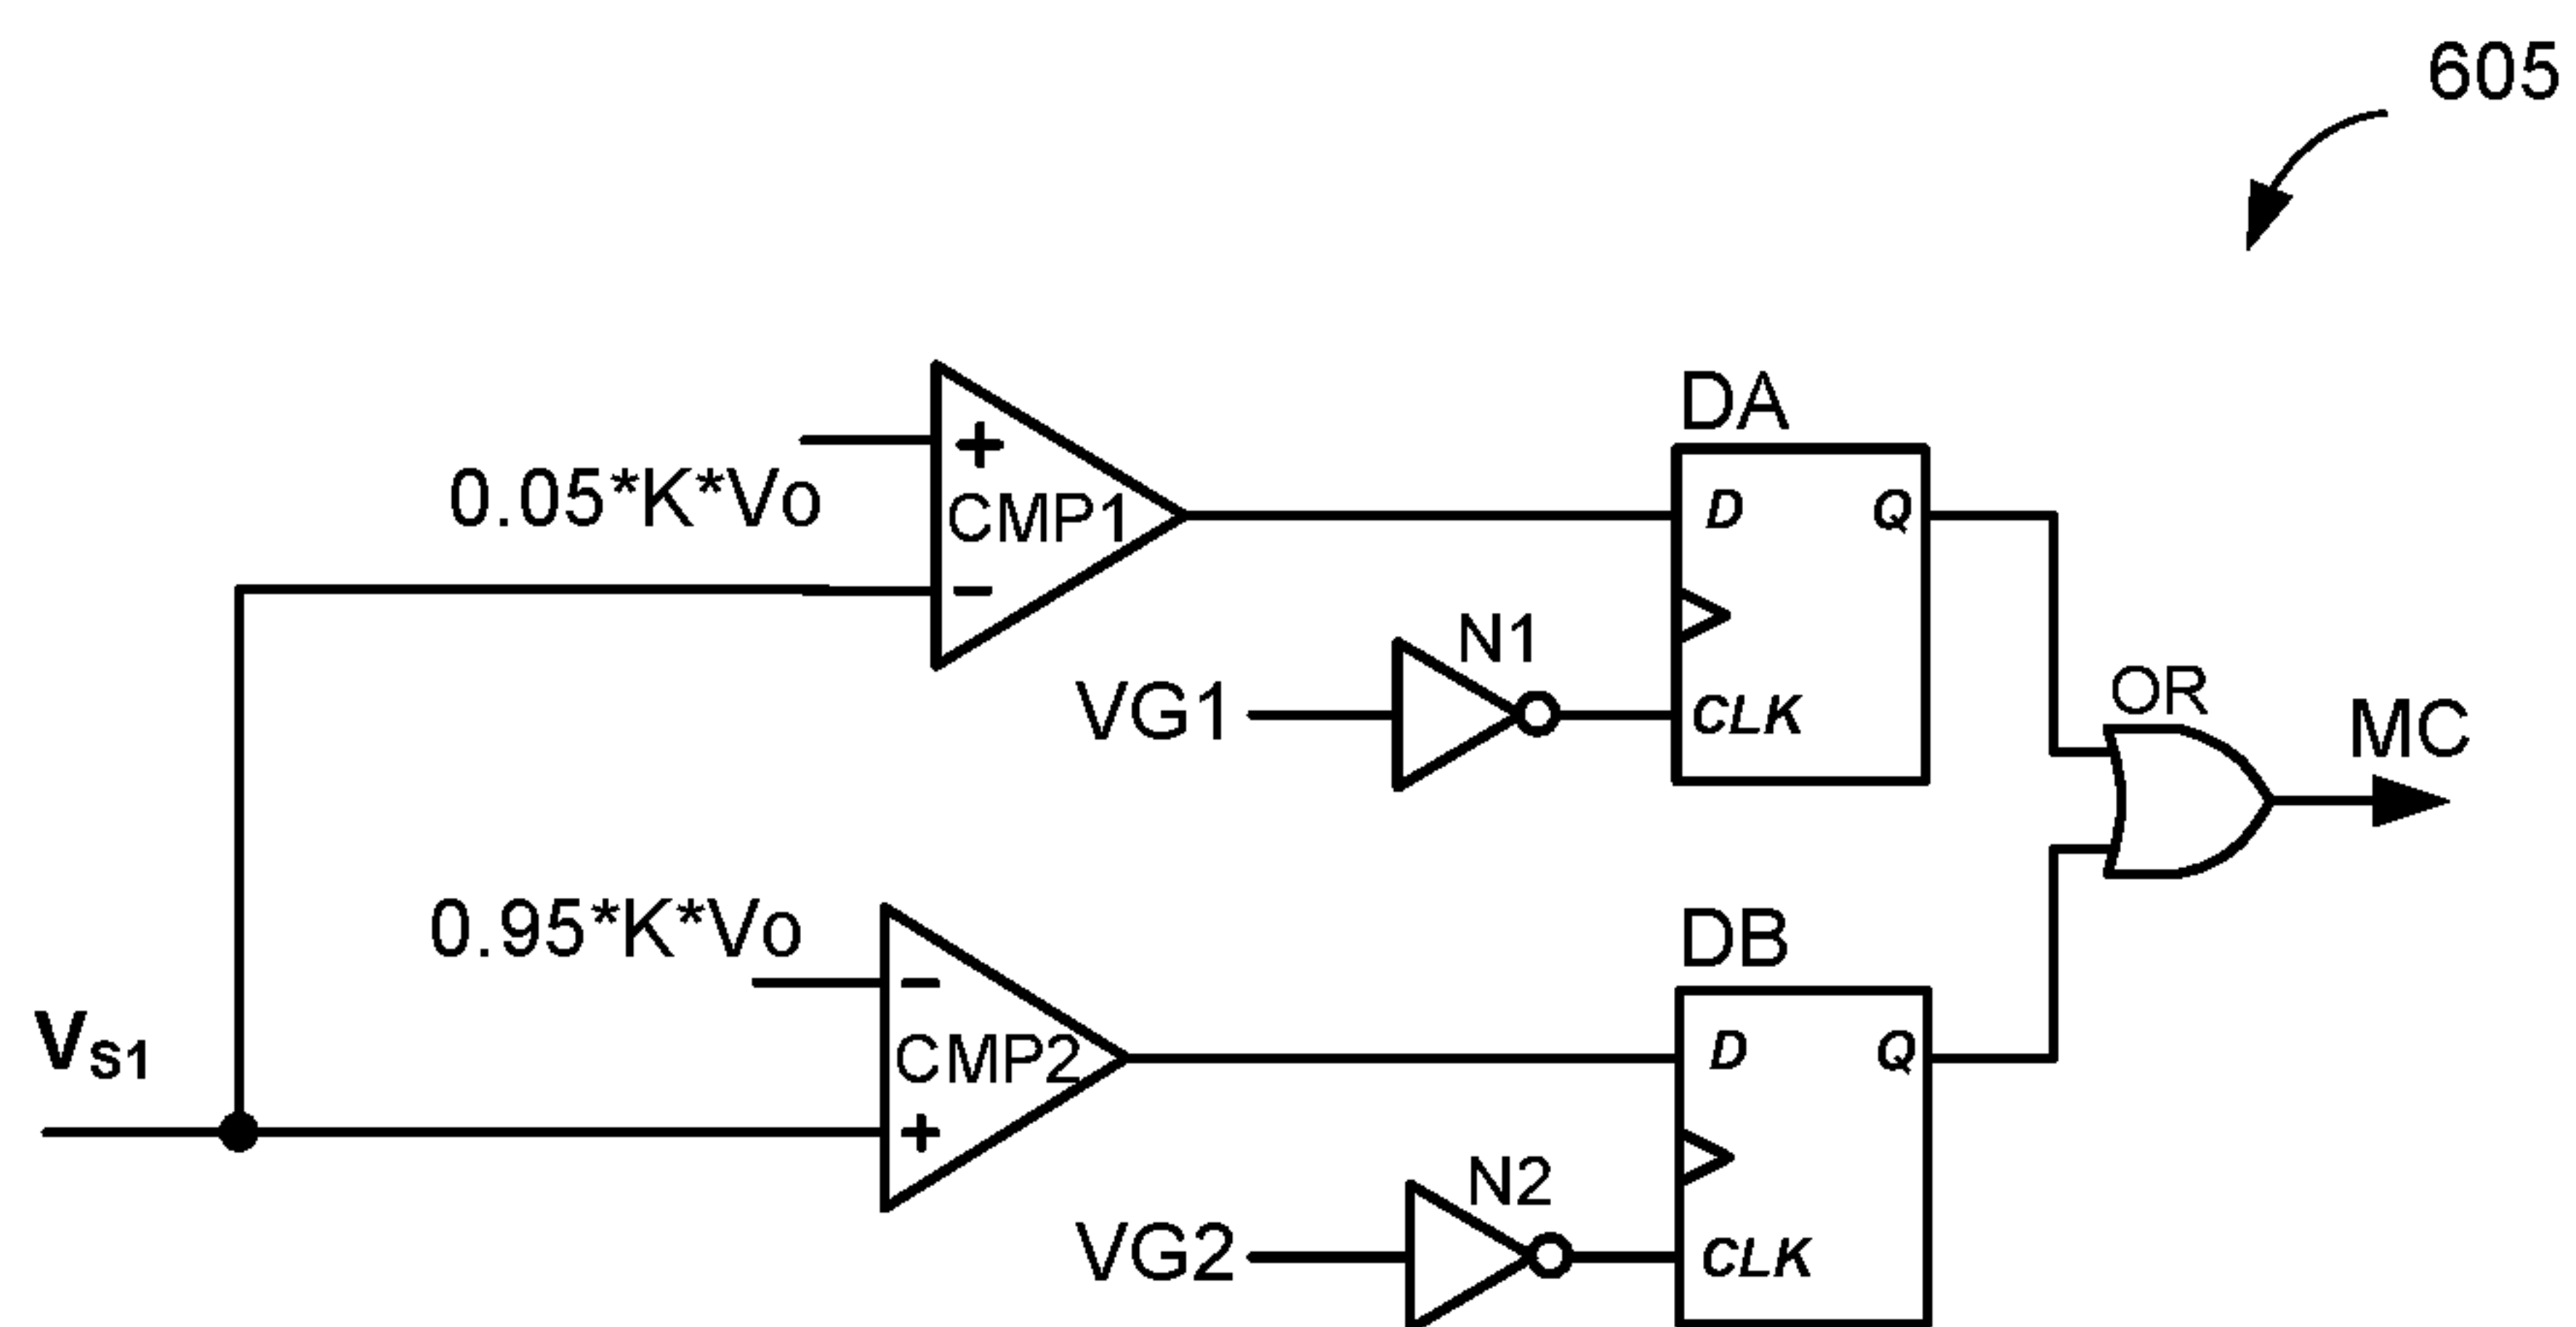 605
DA
+
0.05*K*Vo
CMP1
D
Q
−
N1
VG1
CLK
OR
MC
0.95*K*Vo
−
DB
V_S1
CMP2
D
Q
+
N2
VG2
CLK